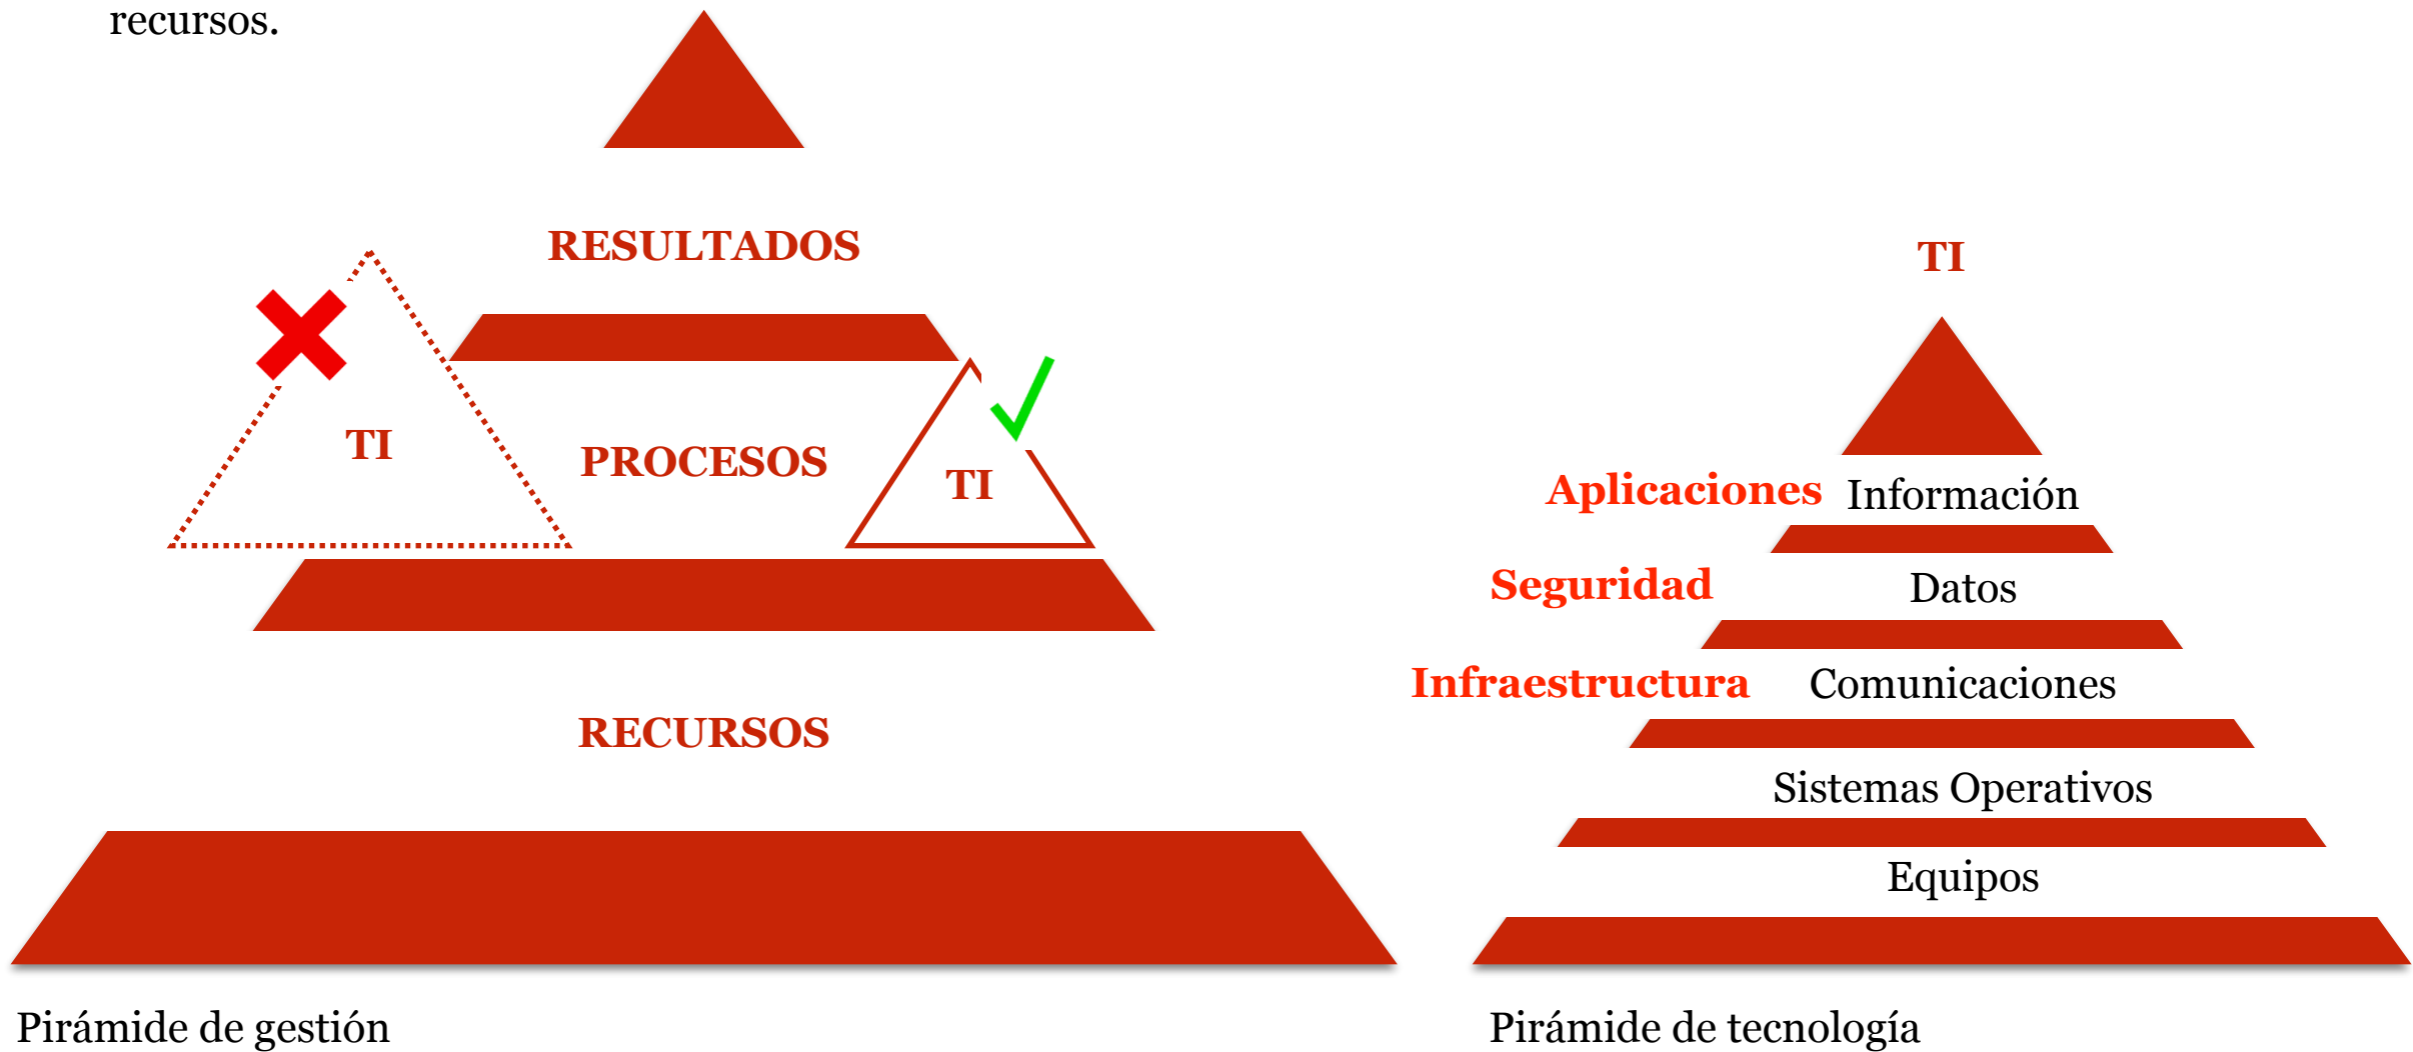 recursos.
RESULTADOS
TI
PROCESOS
TI
RECURSOS
Pirámide de gestión
TI
Aplicaciones Información
Seguridad Datos
Infraestructura Comunicaciones
Sistemas Operativos
Equipos
Pirámide de tecnología